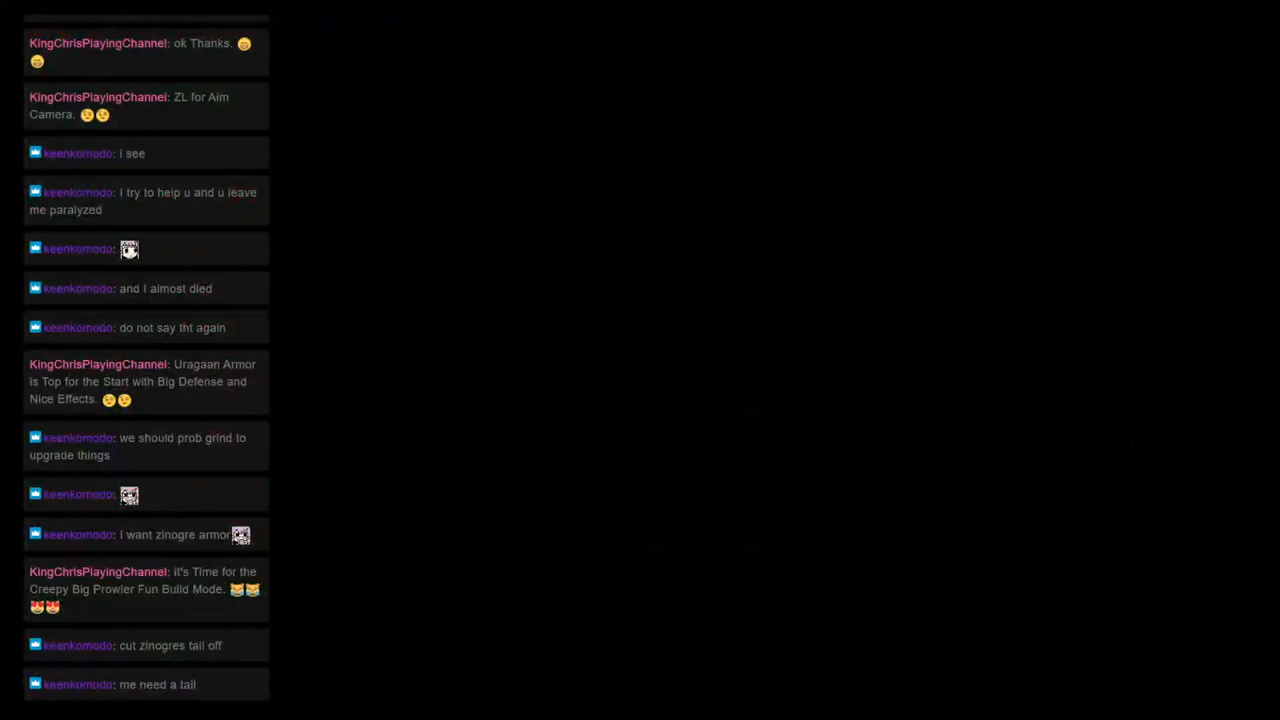 KingChrisPlayingChannel: ok Thanks. 😁
😁
KingChrisPlayingChannel: ZL for Aim
Camera. 😉😉
keenkomodo: i see
keenkomodo: I try to help u and u leave
me paralyzed
keenkomodo:
keenkomodo: and I almost died
keenkomodo: do not say tht again
KingChrisPlayingChannel: Uragaan Armor
is Top for the Start with Big Defense and
Nice Effects. 😉😉
keenkomodo: we should prob grind to
upgrade things
keenkomodo:
keenkomodo: I want zinogre armor
KingChrisPlayingChannel: it's Time for the
Creepy Big Prowler Fun Build Mode. 😹😹
😻😻
keenkomodo: cut zinogres tail off
keenkomodo: me need a tail